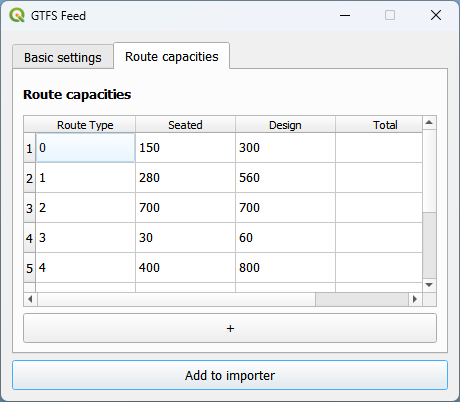 GTFS Feed
Basic settings
Route capacities
Route capacities
Route Type Seated Design Total
1 0 150 300
2 1 280 560
3 2 700 700
4 3 30 60
5 4 400 800
+
Add to importer